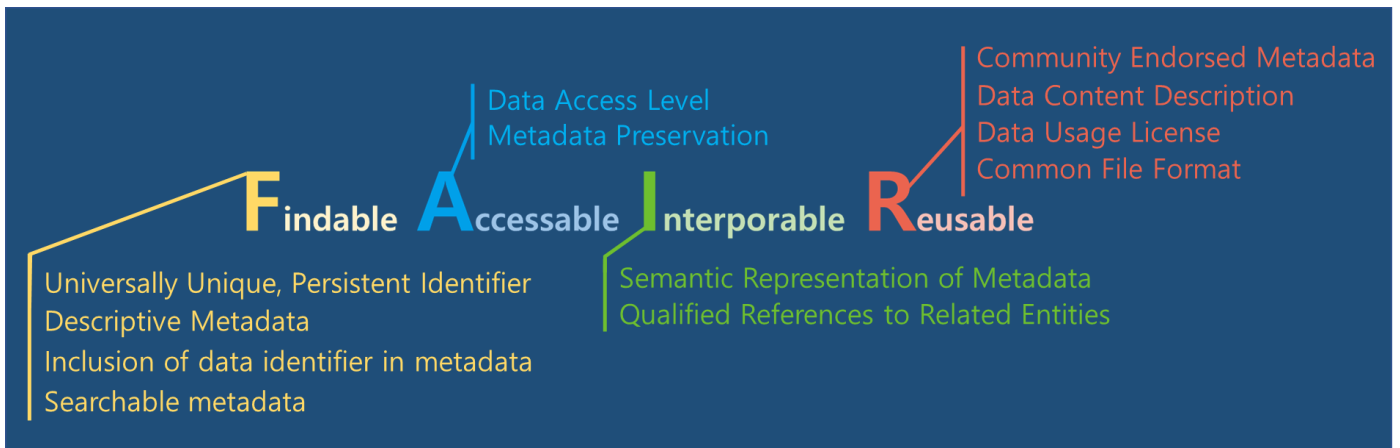 Community Endorsed Metadata
Data Content Description
Data Usage License
Common File Format
Data Access Level
Metadata Preservation
Findable Accessable Interporable Reusable
Universally Unique, Persistent Identifier
Descriptive Metadata
Inclusion of data identifier in metadata
Searchable metadata
Semantic Representation of Metadata
Qualified References to Related Entities